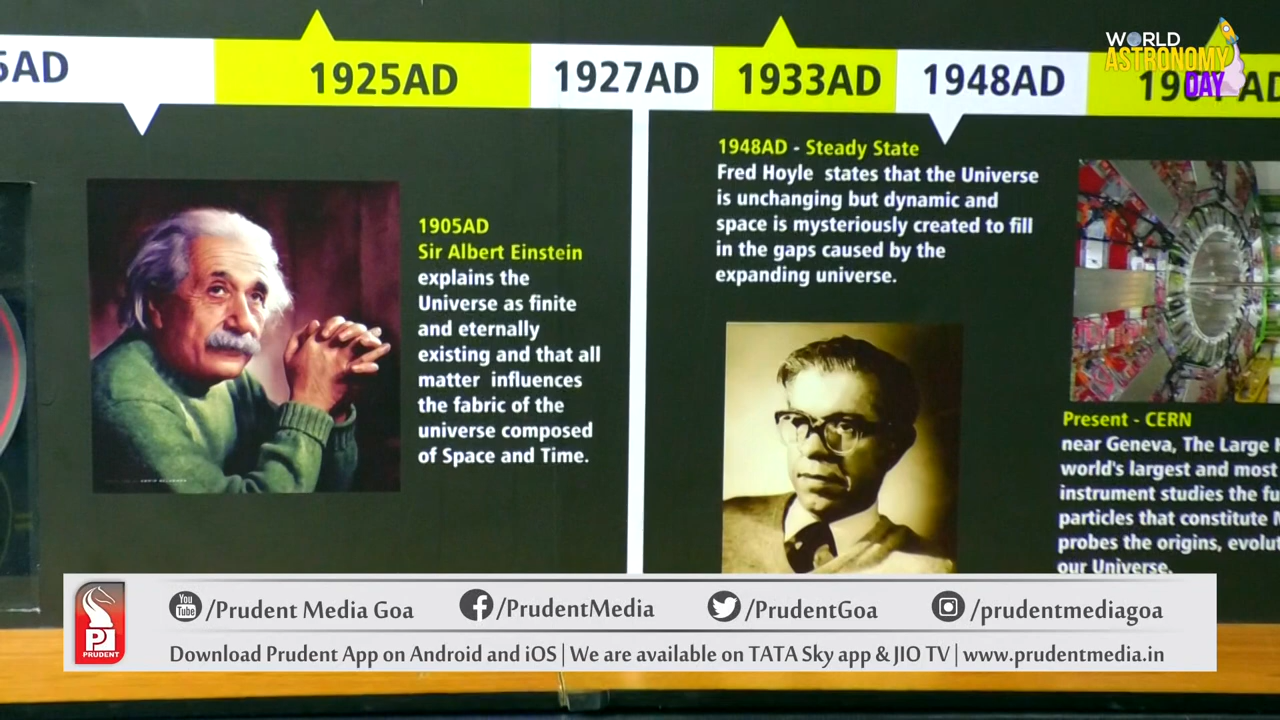 5AD
1925AD
1927AD
1933AD
1948AD
WORLD
ASTRONOMY
DAY
1905AD
Sir Albert Einstein
explains the
Universe as finite
and eternally
existing and that all
matter influences
the fabric of the
universe composed
of Space and Time.
1948AD - Steady State
Fred Hoyle states that the Universe
is unchanging but dynamic and
space is mysteriously created to fill
in the gaps caused by the
expanding universe.
Present - CERN
near Geneva, The Large
world's largest and most
instrument studies the
particles that constitute
probes the origins,
our Universe.
You
Tube
/Prudent Media Goa
/PrudentMedia
/PrudentGoa
/prudentmediagoa
PRUDENT
Download Prudent App on Android and iOS | We are available on TATA Sky app & JIO TV | www.prudentmedia.in